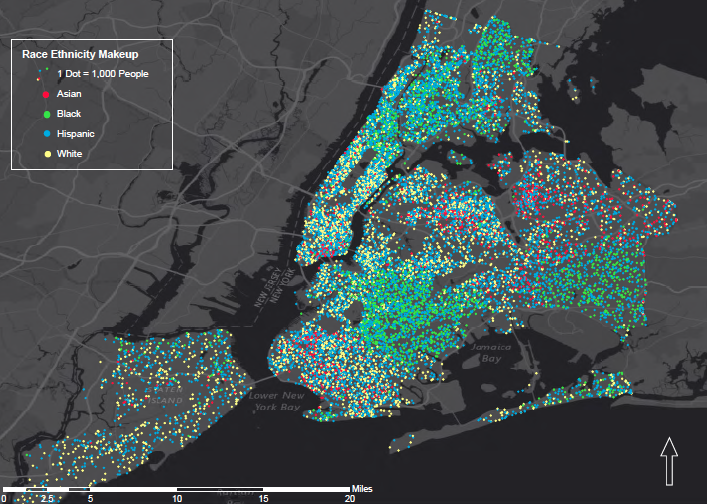 Race Ethnicity Makeup
1 Dot = 1,000 People
Asian
Black
Hispanic
White
NEW JERSEY
NEW YORK
Jamaica
Bay
ISLAND
Lower New
York Bay
Miles
0 2.5 5 10 15 20